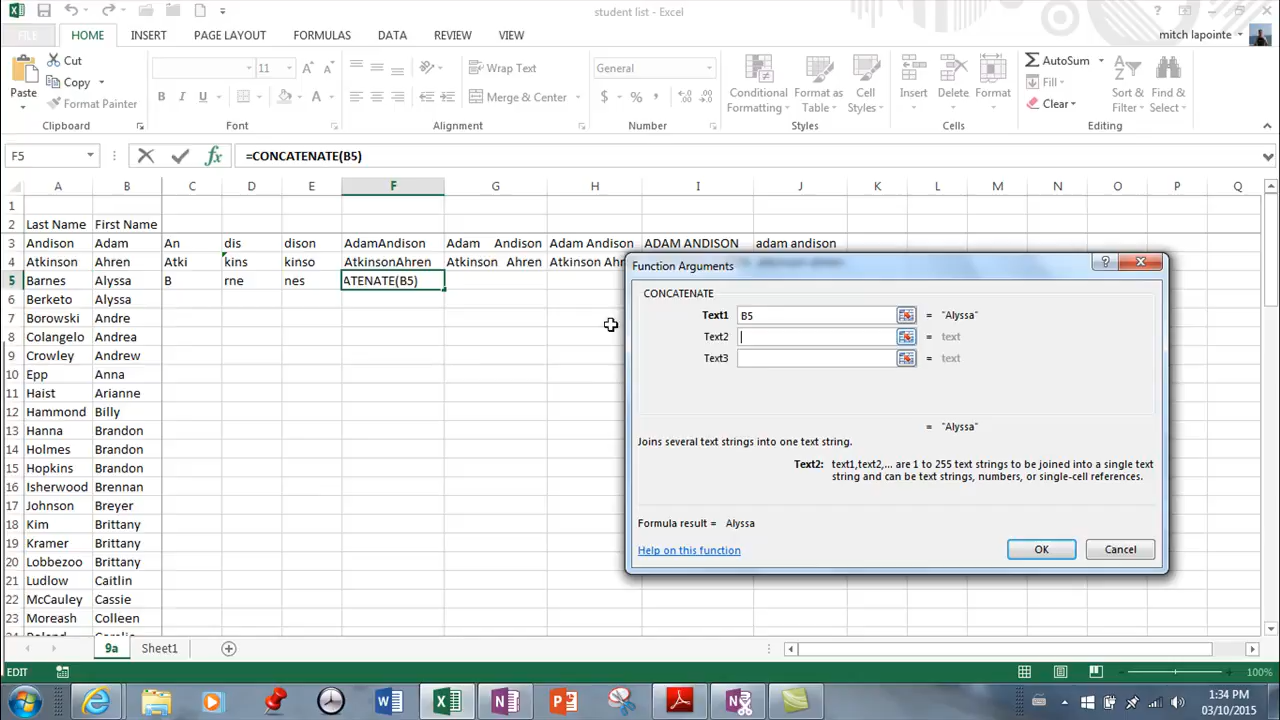 student list - Excel
FILE HOME INSERT PAGE LAYOUT FORMULAS DATA REVIEW VIEW mitch lapointe
Cut
Copy
Format Painter
Paste
11
Wrap Text
Merge & Center
General
Conditional Formatting
Format as Table
Cell Styles
Insert Delete Format
AutoSum
Fill
Clear
Sort & Filter
Find & Select
Clipboard Font Alignment Number Styles Cells Editing
F5 =CONCATENATE(B5)
A B C D E F G H I J K L M N O P Q
1
2 Last Name First Name
3 Andison Adam An dis dison AdamAndison Adam Andison Adam Andison ADAM ANDISON adam andison
4 Atkinson Ahren Atki kins kinso AtkinsonAhren Atkinson Ahren Atkinson Ahr
5 Barnes Alyssa B rne nes ATENATE(B5)
6 Berketo Alyssa
7 Borowski Andre
8 Colangelo Andrea
9 Crowley Andrew
10 Epp Anna
11 Haist Arianne
12 Hammond Billy
13 Hanna Brandon
14 Holmes Brandon
15 Hopkins Brandon
16 Isherwood Brennan
17 Johnson Breyer
18 Kim Brittany
19 Kramer Brittany
20 Lobbezoo Brittany
21 Ludlow Caitlin
22 McCauley Cassie
23 Moreash Colleen
Function Arguments
CONCATENATE
Text1 B5 = "Alyssa"
Text2 = text
Text3 = text
= "Alyssa"
Joins several text strings into one text string.
Text2: text1,text2,... are 1 to 255 text strings to be joined into a single text
string and can be text strings, numbers, or single-cell references.
Formula result = Alyssa
Help on this function OK Cancel
9a Sheet1
EDIT 100%
1:34 PM
03/10/2015